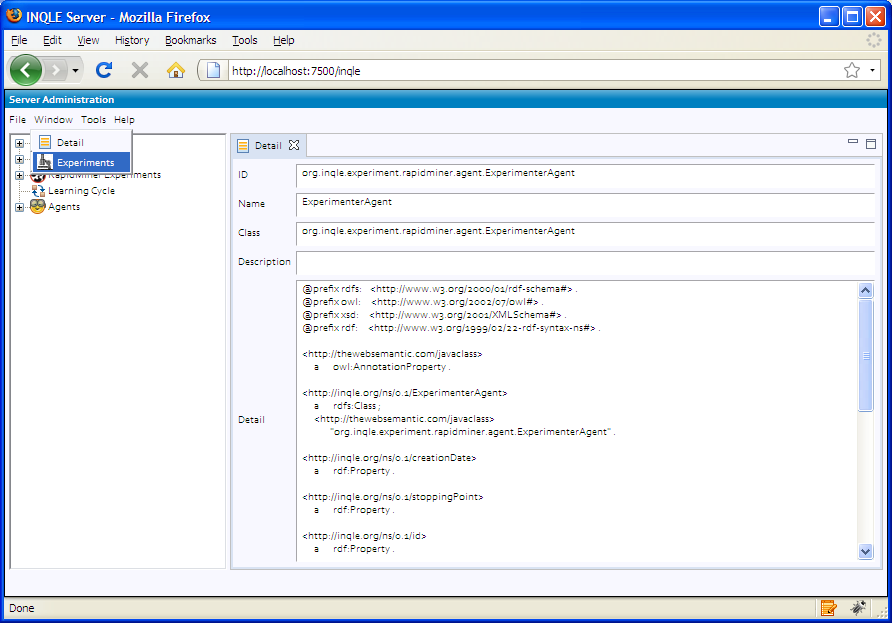 INQLE Server - Mozilla Firefox
File Edit View History Bookmarks Tools Help
http://localhost:7500/inqle
Server Administration
File Window Tools Help
Detail
Experiments
RapidMiner Experiments
Learning Cycle
Agents
Detail
ID org.inqle.experiment.rapidminer.agent.ExperimenterAgent
Name ExperimenterAgent
Class org.inqle.experiment.rapidminer.agent.ExperimenterAgent
Description
Detail
@prefix rdfs: <http://www.w3.org/2000/01/rdf-schema#> .
@prefix owl: <http://www.w3.org/2002/07/owl#> .
@prefix xsd: <http://www.w3.org/2001/XMLSchema#> .
@prefix rdf: <http://www.w3.org/1999/02/22-rdf-syntax-ns#> .
<http://thewebsemantic.com/javaclass>
a owl:AnnotationProperty .
<http://inqle.org/ns/0.1/ExperimenterAgent>
a rdfs:Class ;
<http://thewebsemantic.com/javaclass>
"org.inqle.experiment.rapidminer.agent.ExperimenterAgent" .
<http://inqle.org/ns/0.1/creationDate>
a rdf:Property .
<http://inqle.org/ns/0.1/stoppingPoint>
a rdf:Property .
<http://inqle.org/ns/0.1/id>
a rdf:Property .
Done